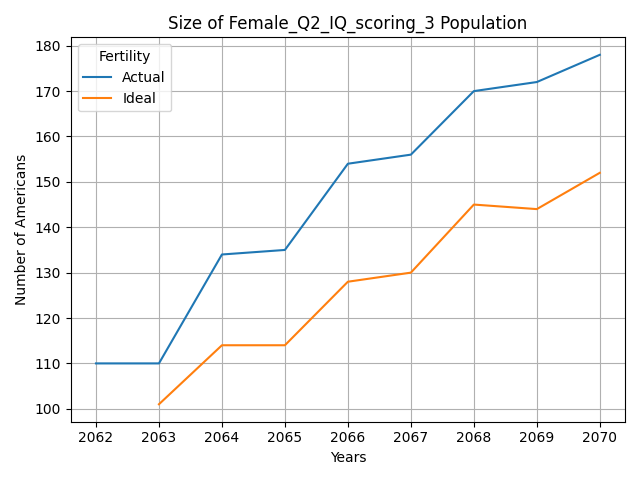 Size of Female_Q2_IQ_scoring_3 Population
Fertility
Actual
Ideal
Number of Americans
180
170
160
150
140
130
120
110
100
2062 2063 2064 2065 2066 2067 2068 2069 2070
Years